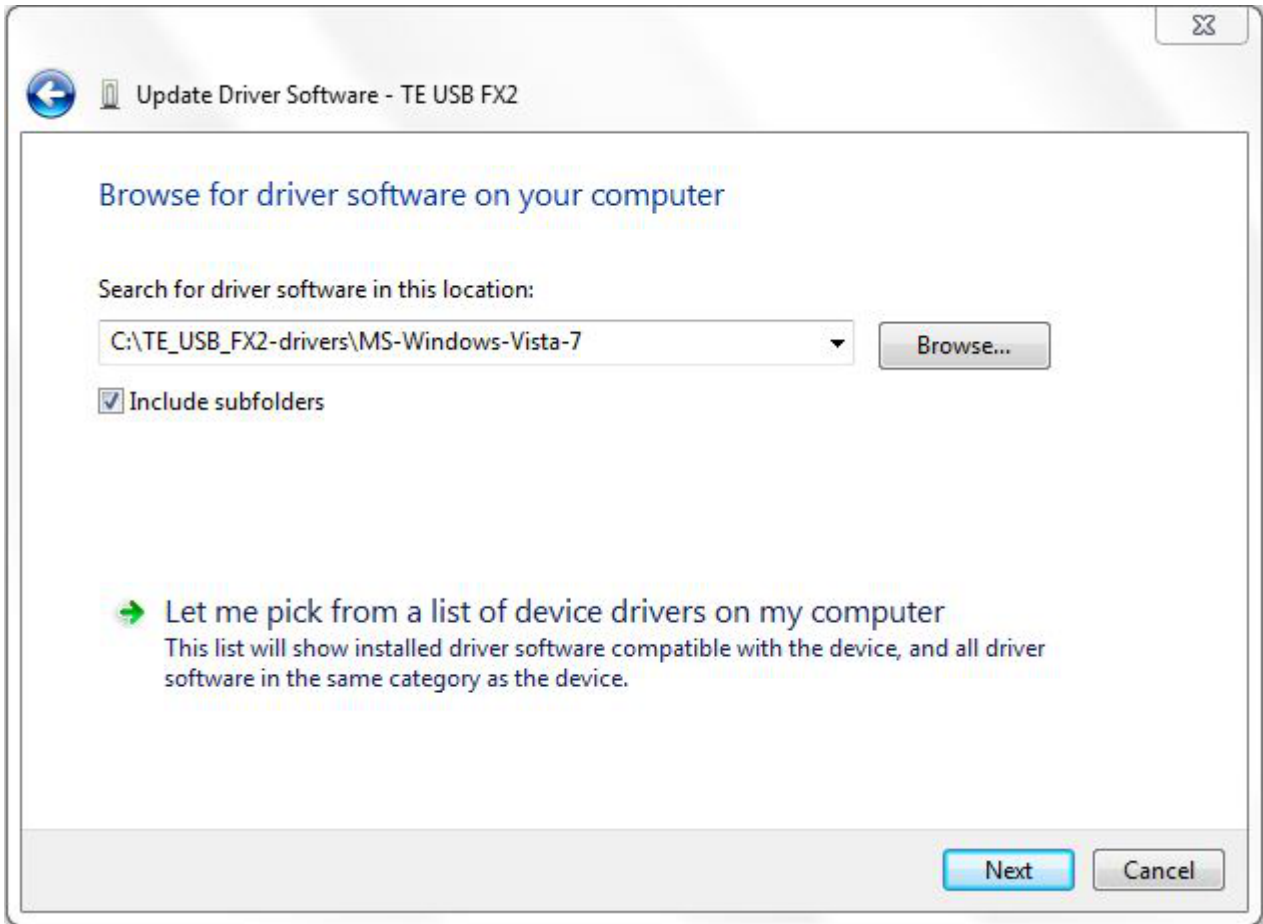 Update Driver Software - TE USB FX2
Browse for driver software on your computer
Search for driver software in this location:
C:\TE_USB_FX2-drivers\MS-Windows-Vista-7
Browse...
Include subfolders
Let me pick from a list of device drivers on my computer
This list will show installed driver software compatible with the device, and all driver
software in the same category as the device.
Next
Cancel